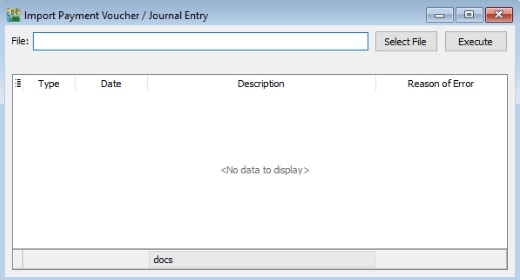 Import Payment Voucher / Journal Entry
File: Select File Execute
Type Date Description Reason of Error
<No data to display>
docs